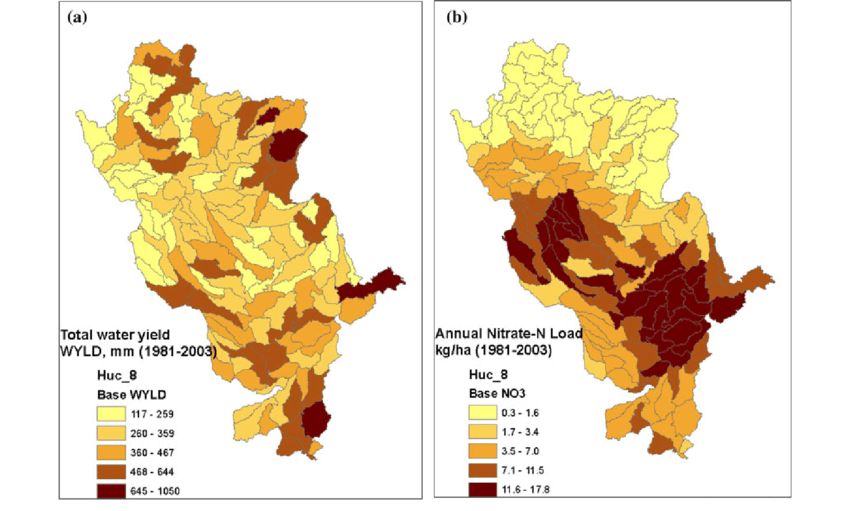 (a)
Total water yield
WYLD, mm (1981-2003)
Huc_8
Base WYLD
117 - 259
260 - 359
360 - 467
468 - 644
645 - 1050
(b)
Annual Nitrate-N Load
kg/ha (1981-2003)
Huc_8
Base NO3
0.3 - 1.6
1.7 - 3.4
3.5 - 7.0
7.1 - 11.5
11.6 - 17.8